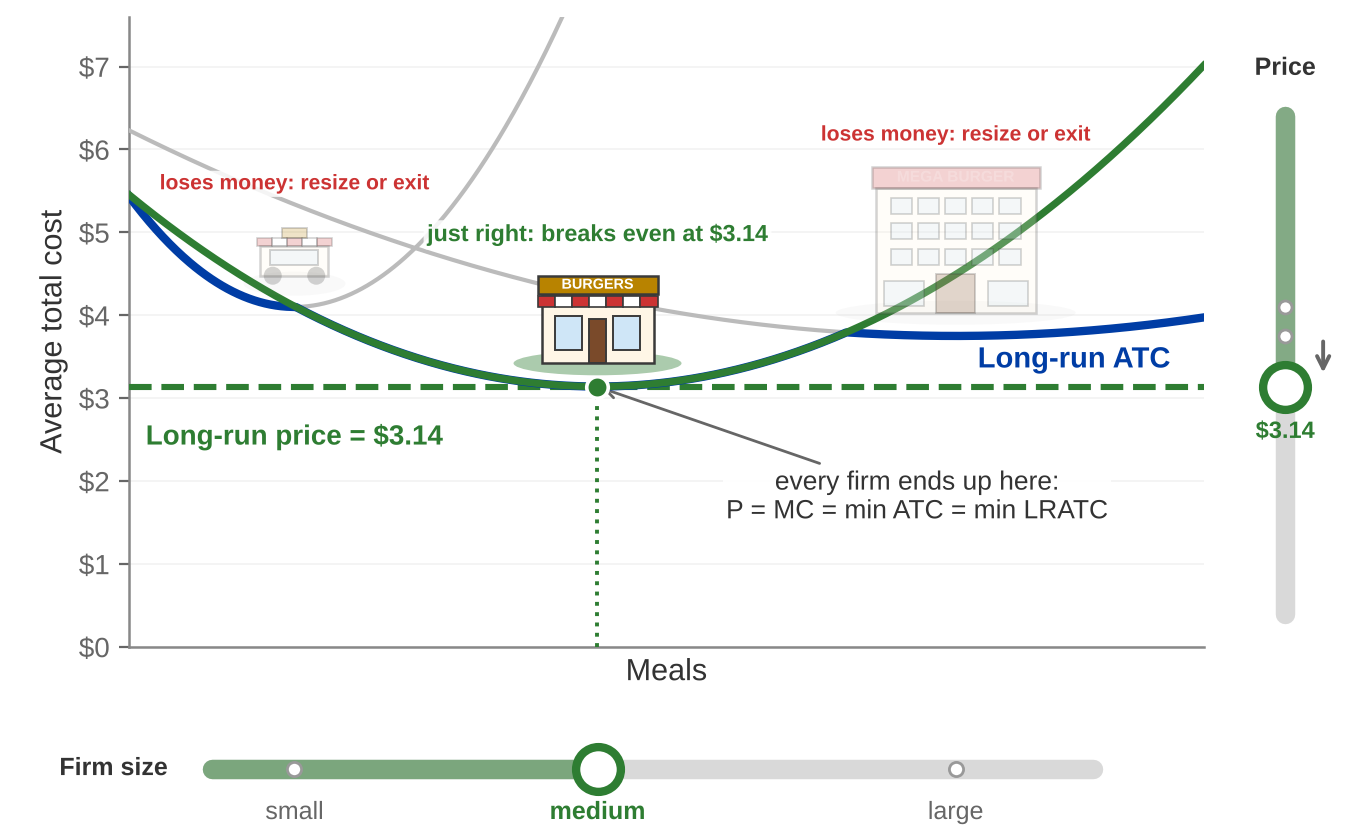 $7
$6
$5
$4
$3
$2
$1
$0
Average total cost
Price
loses money: resize or exit
MEGA BURGER
loses money: resize or exit
just right: breaks even at $3.14
BURGERS
Long-run ATC
$3.14
Long-run price = $3.14
every firm ends up here:
P = MC = min ATC = min LRATC
Meals
Firm size
small
medium
large